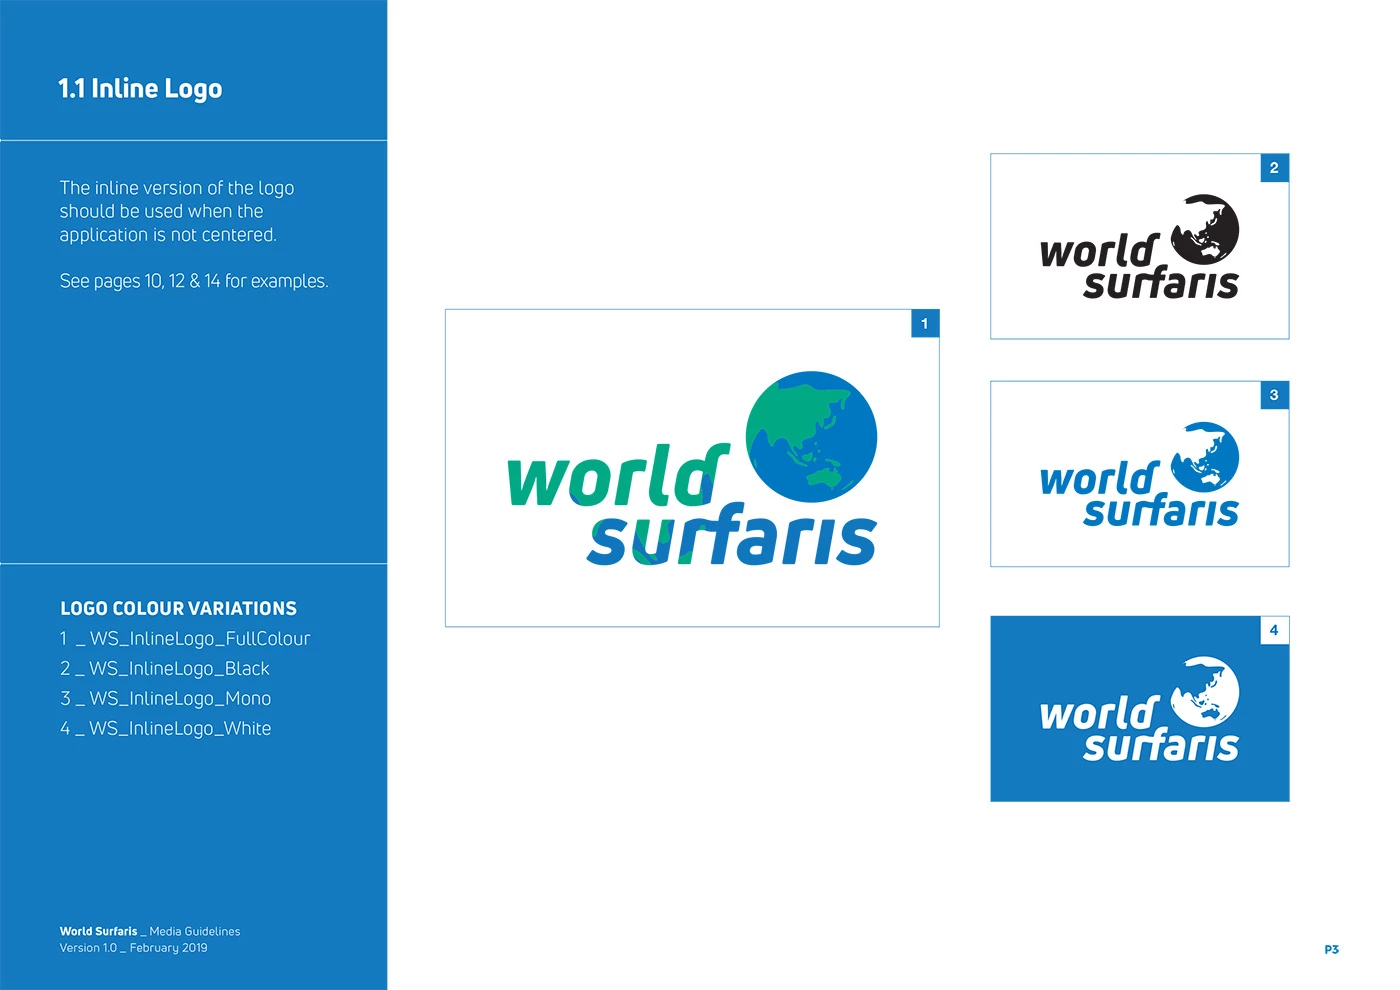 1.1 Inline Logo
The inline version of the logo
should be used when the
application is not centered.
See pages 10, 12 & 14 for examples.
LOGO COLOUR VARIATIONS
1 _ WS_InlineLogo_FullColour
2 _ WS_InlineLogo_Black
3 _ WS_InlineLogo_Mono
4 _ WS_InlineLogo_White
World Surfaris _ Media Guidelines
Version 1.0 _ February 2019
1
world
surfaris
2
world
surfaris
3
world
surfaris
4
world
surfaris
P3